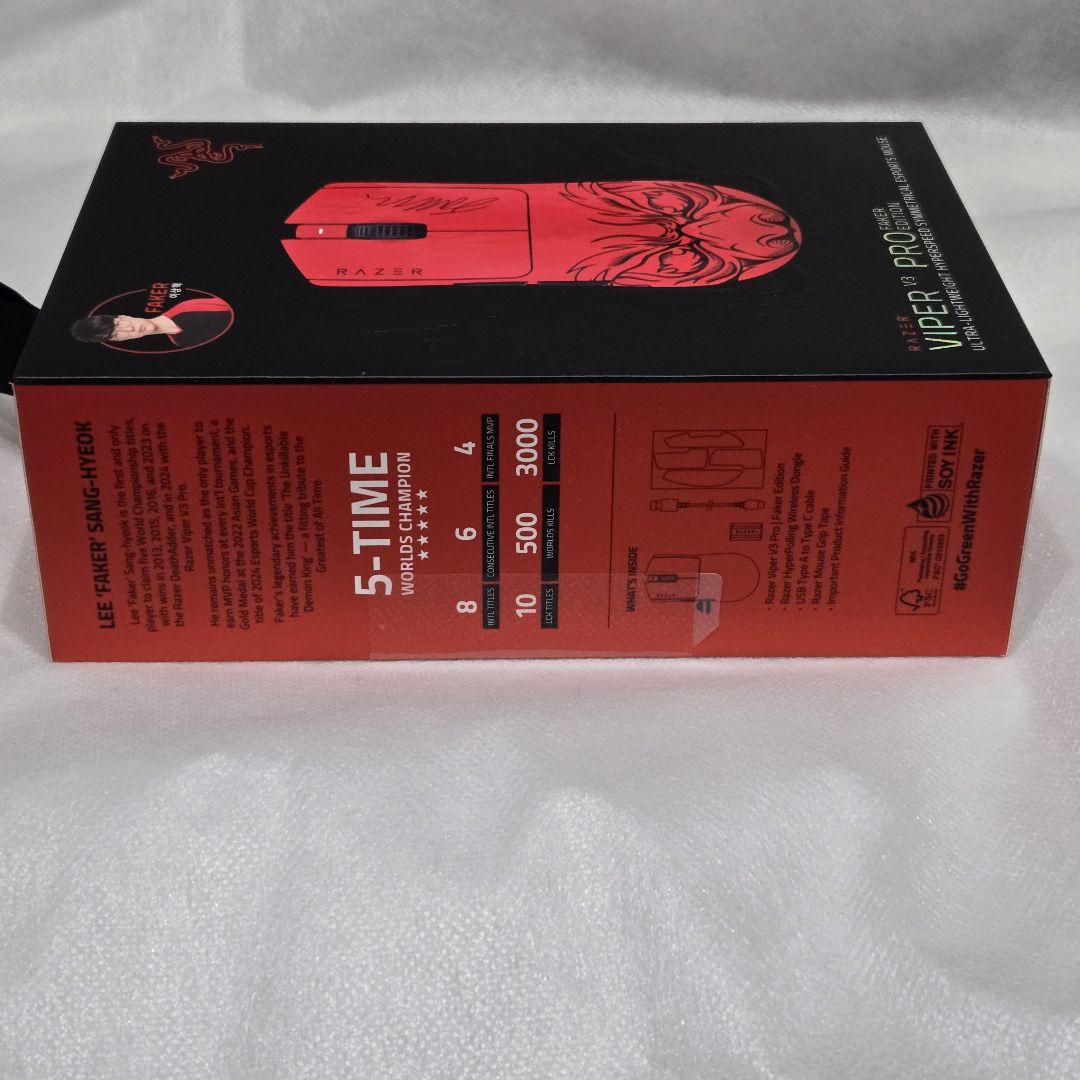 RAZER
FAKER
이상혁
RAZER
VIPER V3 PRO FAKER EDITION
ULTRA-LIGHTWEIGHT HYPERSPEED SYMMETRICAL ESPORTS MOUSE
LEE 'FAKER' SANG-HYEOK
Lee 'Faker' Sang-hyeok is the first and only
player to claim five World Championship titles,
with wins in 2013, 2015, 2016, and 2023 on
the Razer DeathAdder, and in 2024 with the
Razer Viper V3 Pro.
He remains unmatched as the only player to
earn MVP honors at every int'l tournament, a
Gold Medal at the 2022 Asian Games, and the
title of 2024 Esports World Cup Champion.
Faker's legendary achievements in esports
have earned him the title 'The Unkillable
Demon King' — a fitting tribute to the
Greatest of All Time.
5-TIME
WORLDS CHAMPION
★★★★★
8 6 4
INTL TITLES CONSECUTIVE INTL TITLES INTL FINALS MVP
10 500 3000
LCK TITLES WORLDS KILLS LCK KILLS
WHAT'S INSIDE
• Razer Viper V3 Pro | Faker Edition
• Razer HyperPolling Wireless Dongle
• USB Type A to Type C cable
• Razer Mouse Grip Tape
• Important Product Information Guide
FSC
MIX
PRINTED WITH
SOY INK
#GoGreenWithRazer